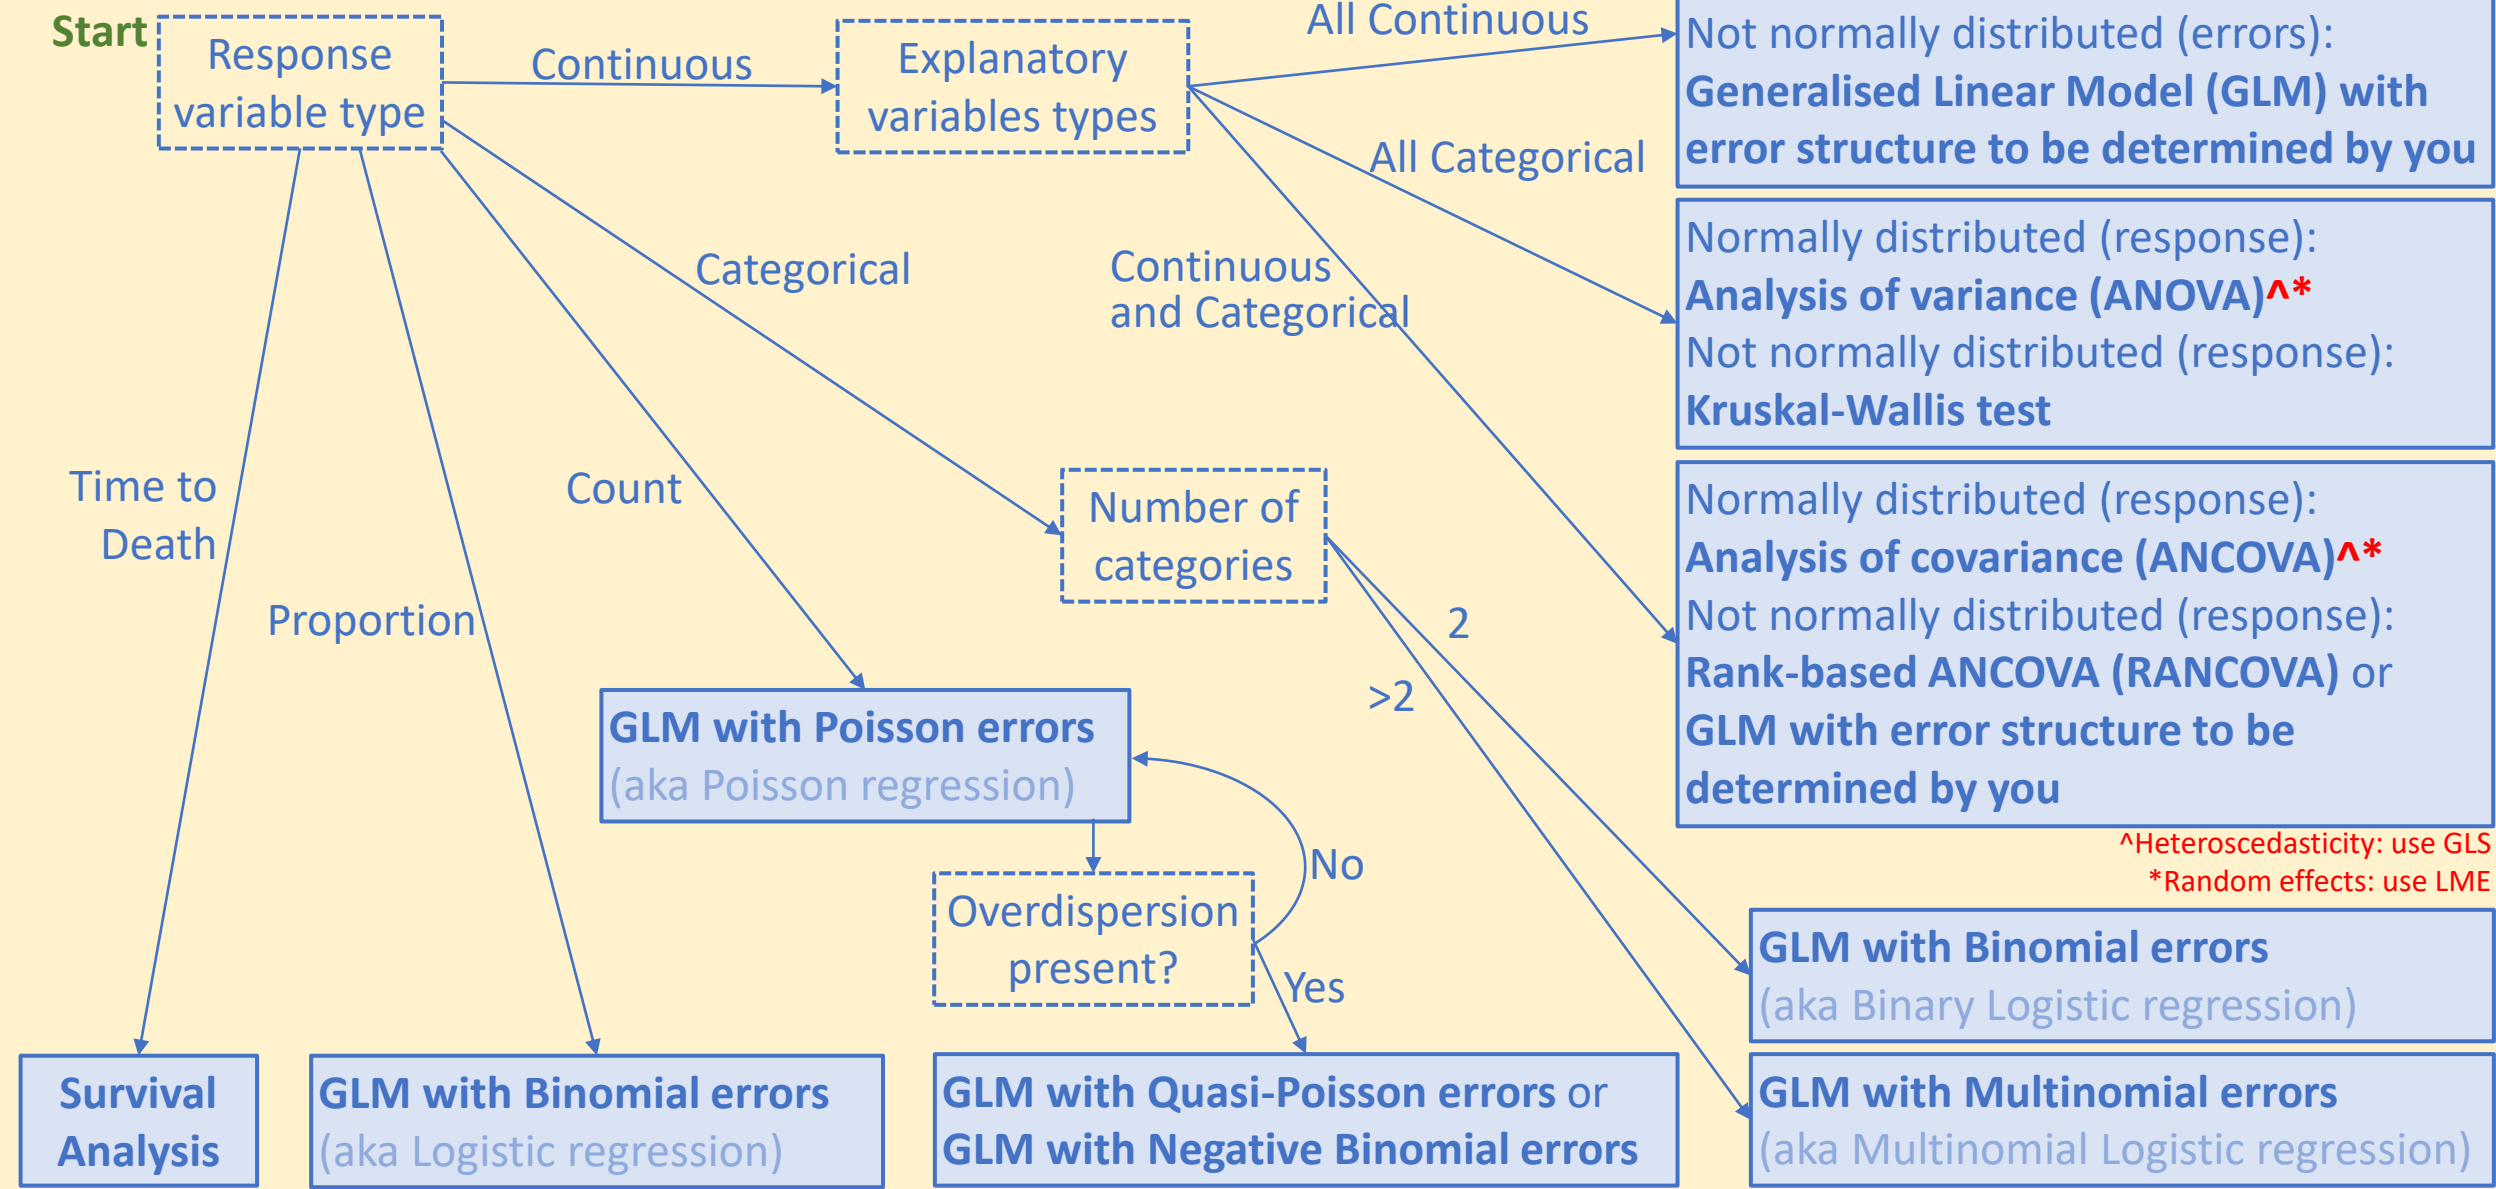 Start
Response
variable type
Continuous
Explanatory
variables types
All Continuous
Not normally distributed (errors):
Generalised Linear Model (GLM) with
error structure to be determined by you
All Categorical
Normally distributed (response):
Analysis of variance (ANOVA)^*
Not normally distributed (response):
Kruskal-Wallis test
Continuous
and Categorical
Normally distributed (response):
Analysis of covariance (ANCOVA)^*
Not normally distributed (response):
Rank-based ANCOVA (RANCOVA) or
GLM with error structure to be
determined by you
^Heteroscedasticity: use GLS
*Random effects: use LME
Categorical
Number of
categories
2
>2
GLM with Binomial errors
(aka Binary Logistic regression)
GLM with Multinomial errors
(aka Multinomial Logistic regression)
Count
GLM with Poisson errors
(aka Poisson regression)
Overdispersion
present?
No
Yes
GLM with Quasi-Poisson errors or
GLM with Negative Binomial errors
Proportion
GLM with Binomial errors
(aka Logistic regression)
Time to
Death
Survival
Analysis